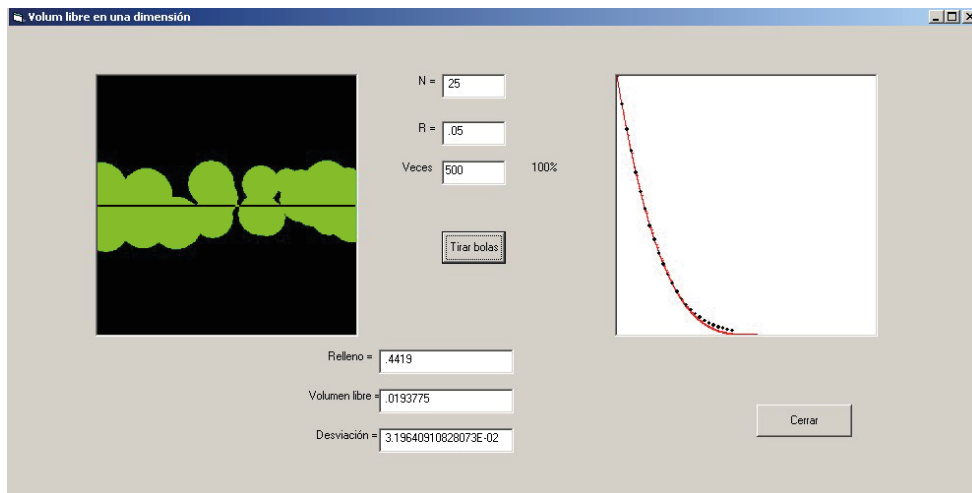 Volum libre en una dimensión
N = 25
R = .05
Veces 500 100%
Tirar bolas
Relleno = .4419
Volumen libre = .0193775
Desviación = 3.19640910828073E-02
Cerrar